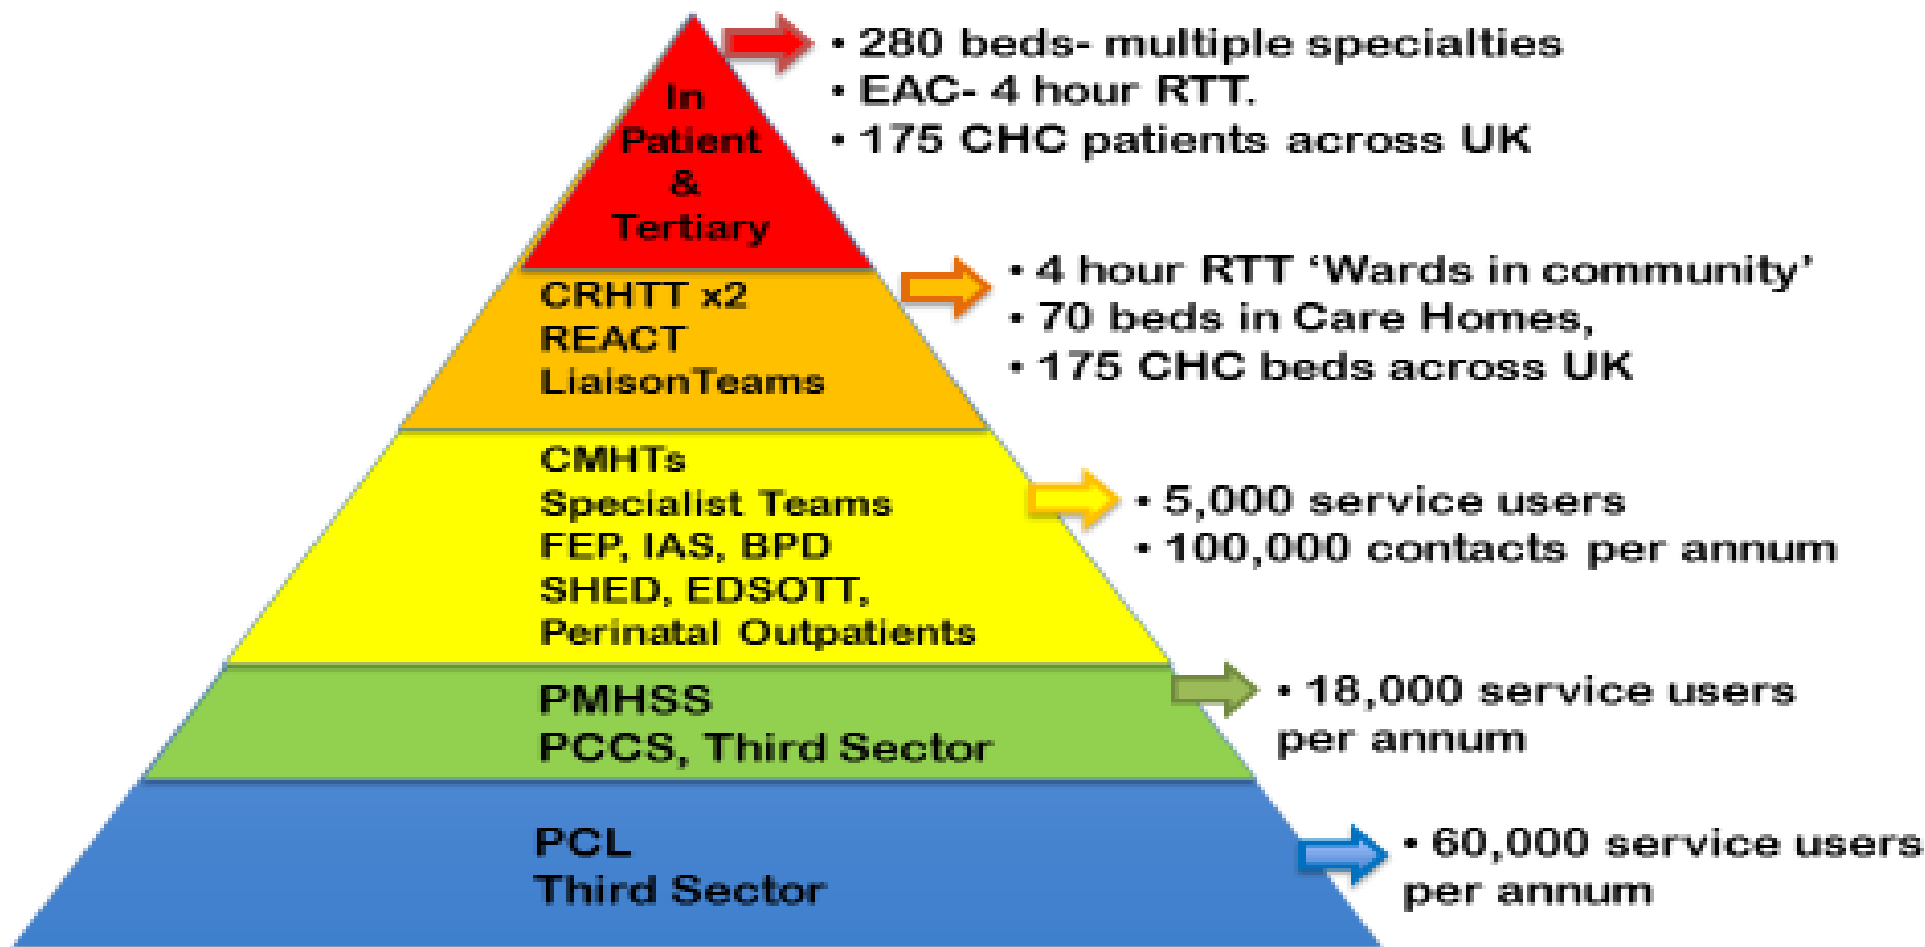 In
Patient
&
Tertiary
• 280 beds- multiple specialties
• EAC- 4 hour RTT.
• 175 CHC patients across UK
CRHTT x2
REACT
LiaisonTeams
• 4 hour RTT ‘Wards in community’
• 70 beds in Care Homes,
• 175 CHC beds across UK
CMHTs
Specialist Teams
FEP, IAS, BPD
SHED, EDSOTT,
Perinatal Outpatients
• 5,000 service users
• 100,000 contacts per annum
PMHSS
PCCS, Third Sector
• 18,000 service users
per annum
PCL
Third Sector
• 60,000 service users
per annum